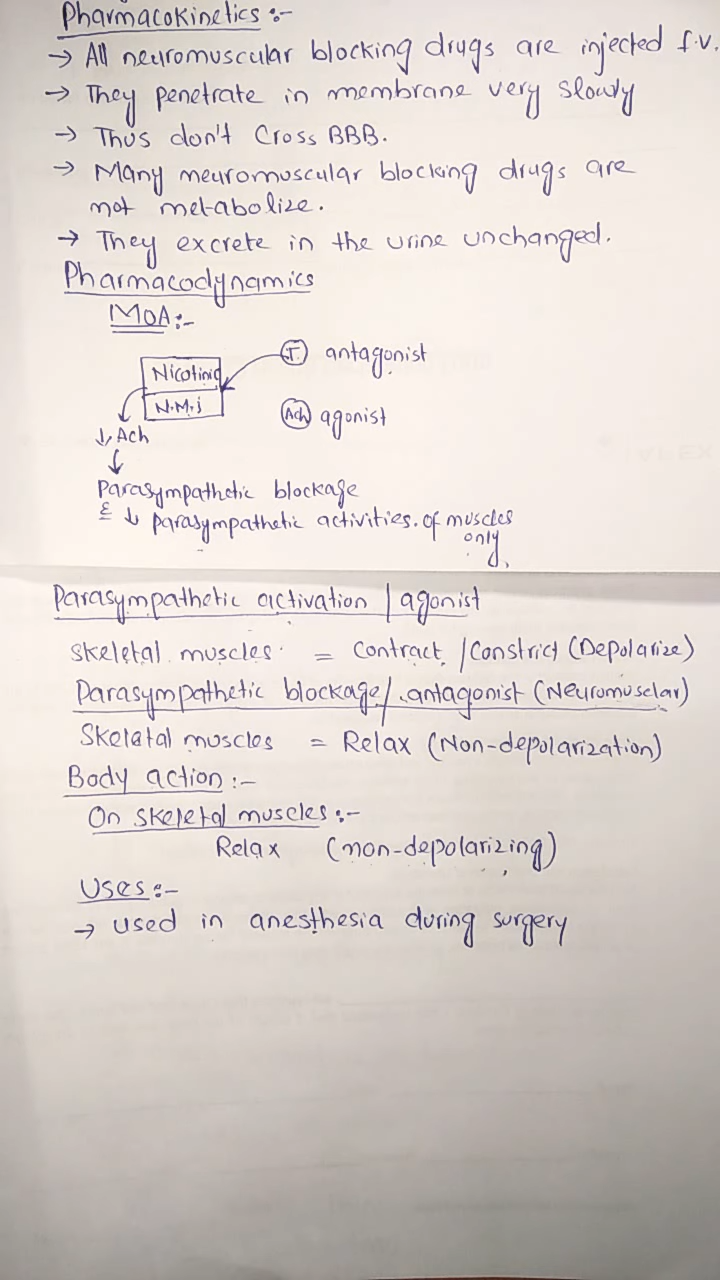 Pharmacokinetics :-
→ All neuromuscular blocking drugs are injected I.V.
→ They penetrate in membrane very slowly
→ Thus don't Cross BBB.
→ Many neuromuscular blocking drugs are
not metabolize.
→ They excrete in the urine unchanged.
Pharmacodynamics
MOA:-
T. antagonist
Nicotinic
N.M.j
Ach agonist
↓ Ach
↓
Parasympathetic blockage
& ↓ parasympathetic activities. of muscles
only.
Parasympathetic activation / agonist
Skeletal muscles = Contract / Constrict (Depolarize)
Parasympathetic blockage / antagonist (Neuromusclar)
Skelatal muscles = Relax (Non-depolarization)
Body action :-
On skeletal muscles :-
Relax (non-depolarizing)
Uses :-
→ used in anesthesia during surgery